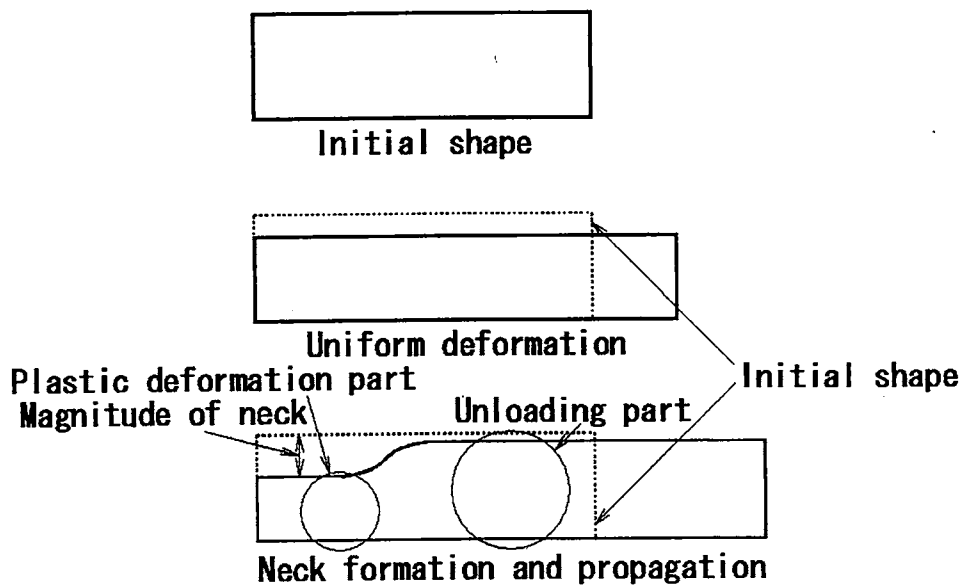 Initial shape
Uniform deformation
Initial shape
Plastic deformation part
Magnitude of neck
Unloading part
Neck formation and propagation